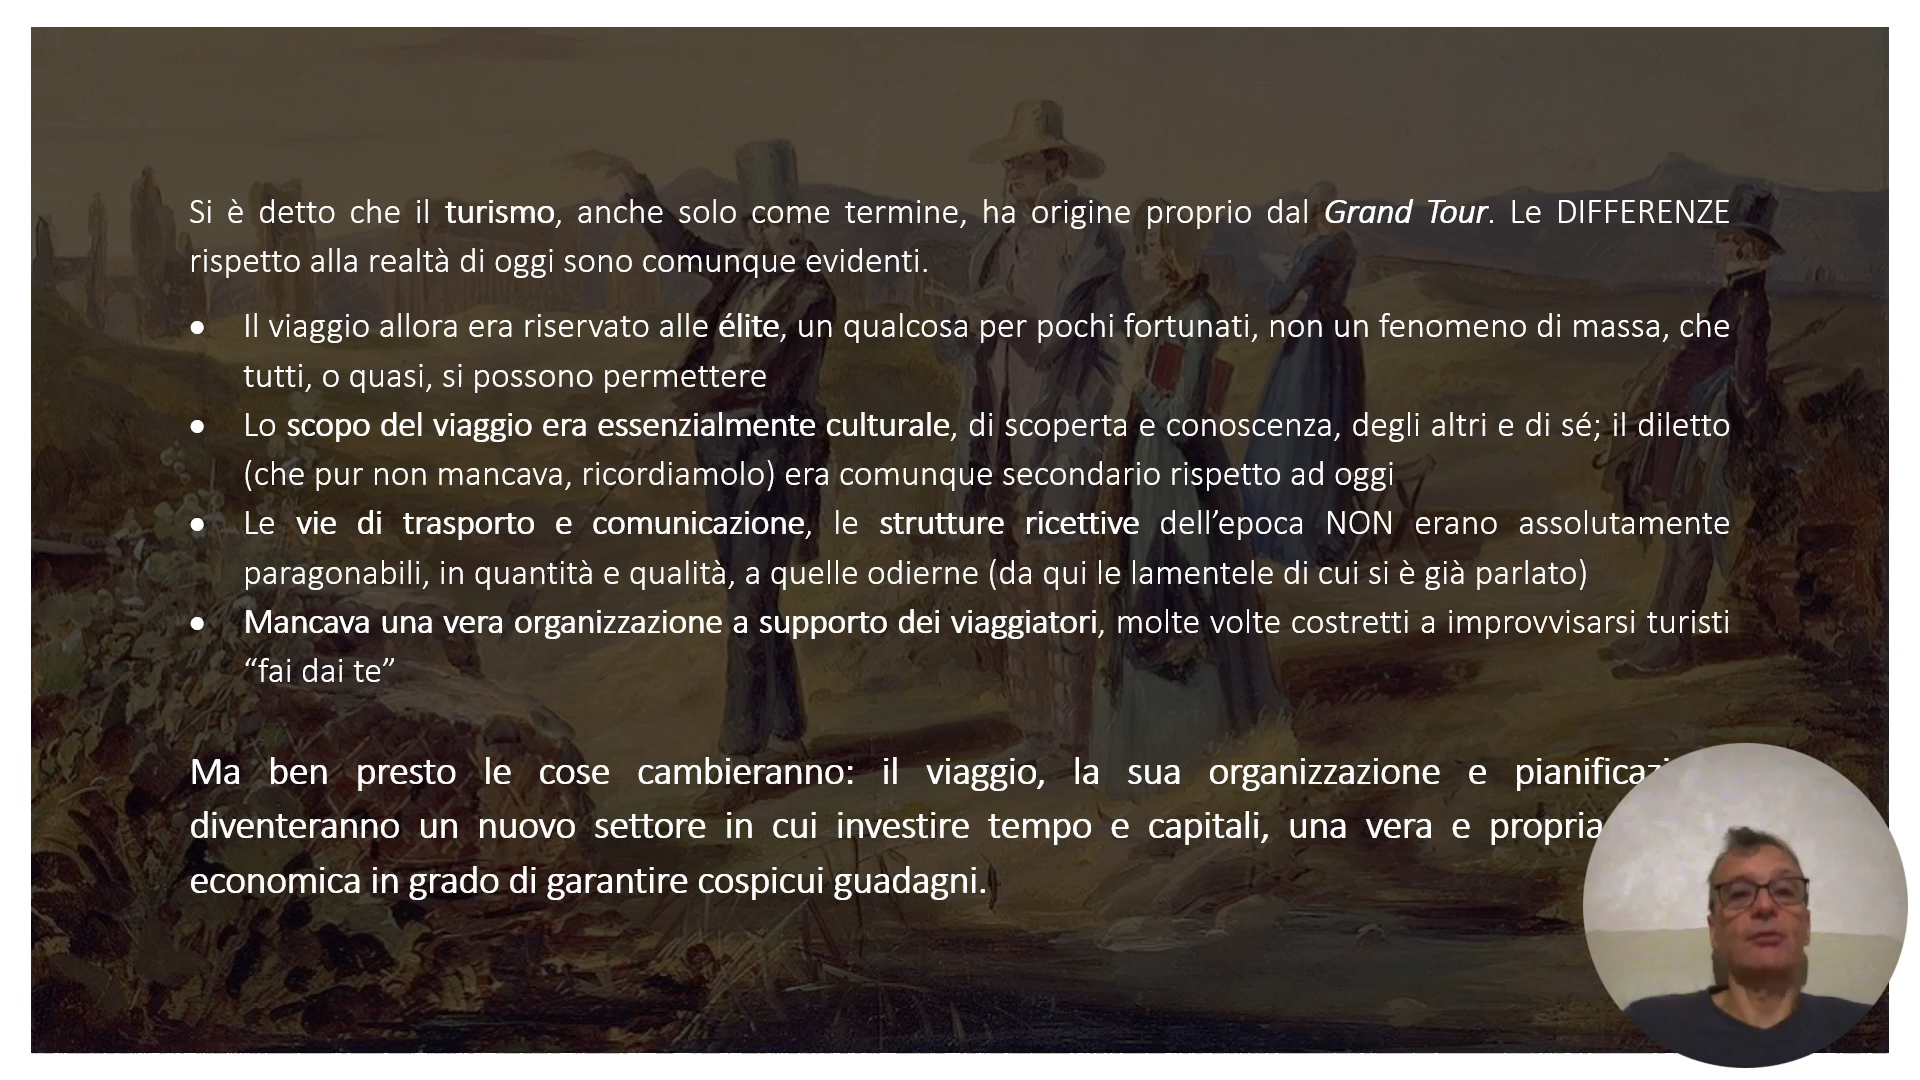 Si è detto che il turismo, anche solo come termine, ha origine proprio dal Grand Tour. Le DIFFERENZE
rispetto alla realtà di oggi sono comunque evidenti.
• Il viaggio allora era riservato alle élite, un qualcosa per pochi fortunati, non un fenomeno di massa, che
tutti, o quasi, si possono permettere
• Lo scopo del viaggio era essenzialmente culturale, di scoperta e conoscenza, degli altri e di sé; il diletto
(che pur non mancava, ricordiamolo) era comunque secondario rispetto ad oggi
• Le vie di trasporto e comunicazione, le strutture ricettive dell’epoca NON erano assolutamente
paragonabili, in quantità e qualità, a quelle odierne (da qui le lamentele di cui si è già parlato)
• Mancava una vera organizzazione a supporto dei viaggiatori, molte volte costretti a improvvisarsi turisti
“fai dai te”
Ma ben presto le cose cambieranno: il viaggio, la sua organizzazione e
diventeranno un nuovo settore in cui investire tempo e capitali, una vera e propria
economica in grado di garantire cospicui guadagni.